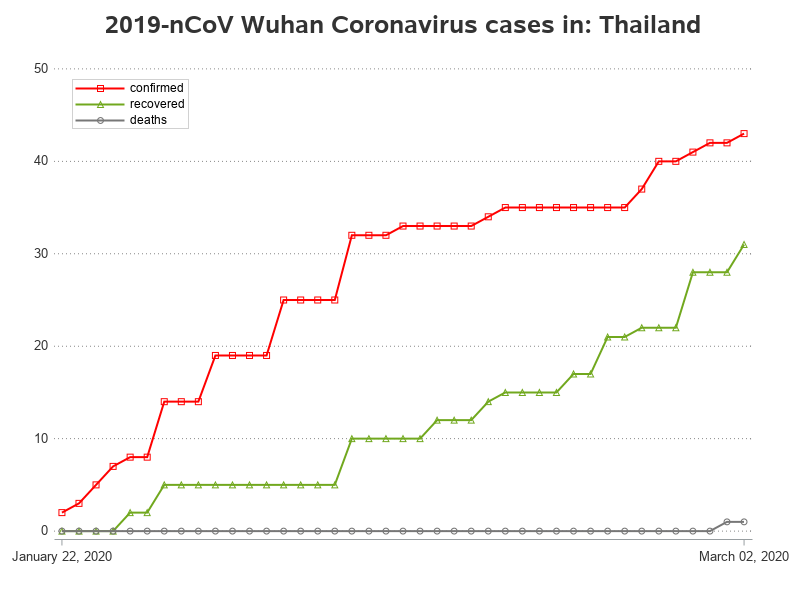 2019-nCoV Wuhan Coronavirus cases in: Thailand
50
confirmed
recovered
deaths
40
30
20
10
0
January 22, 2020
March 02, 2020